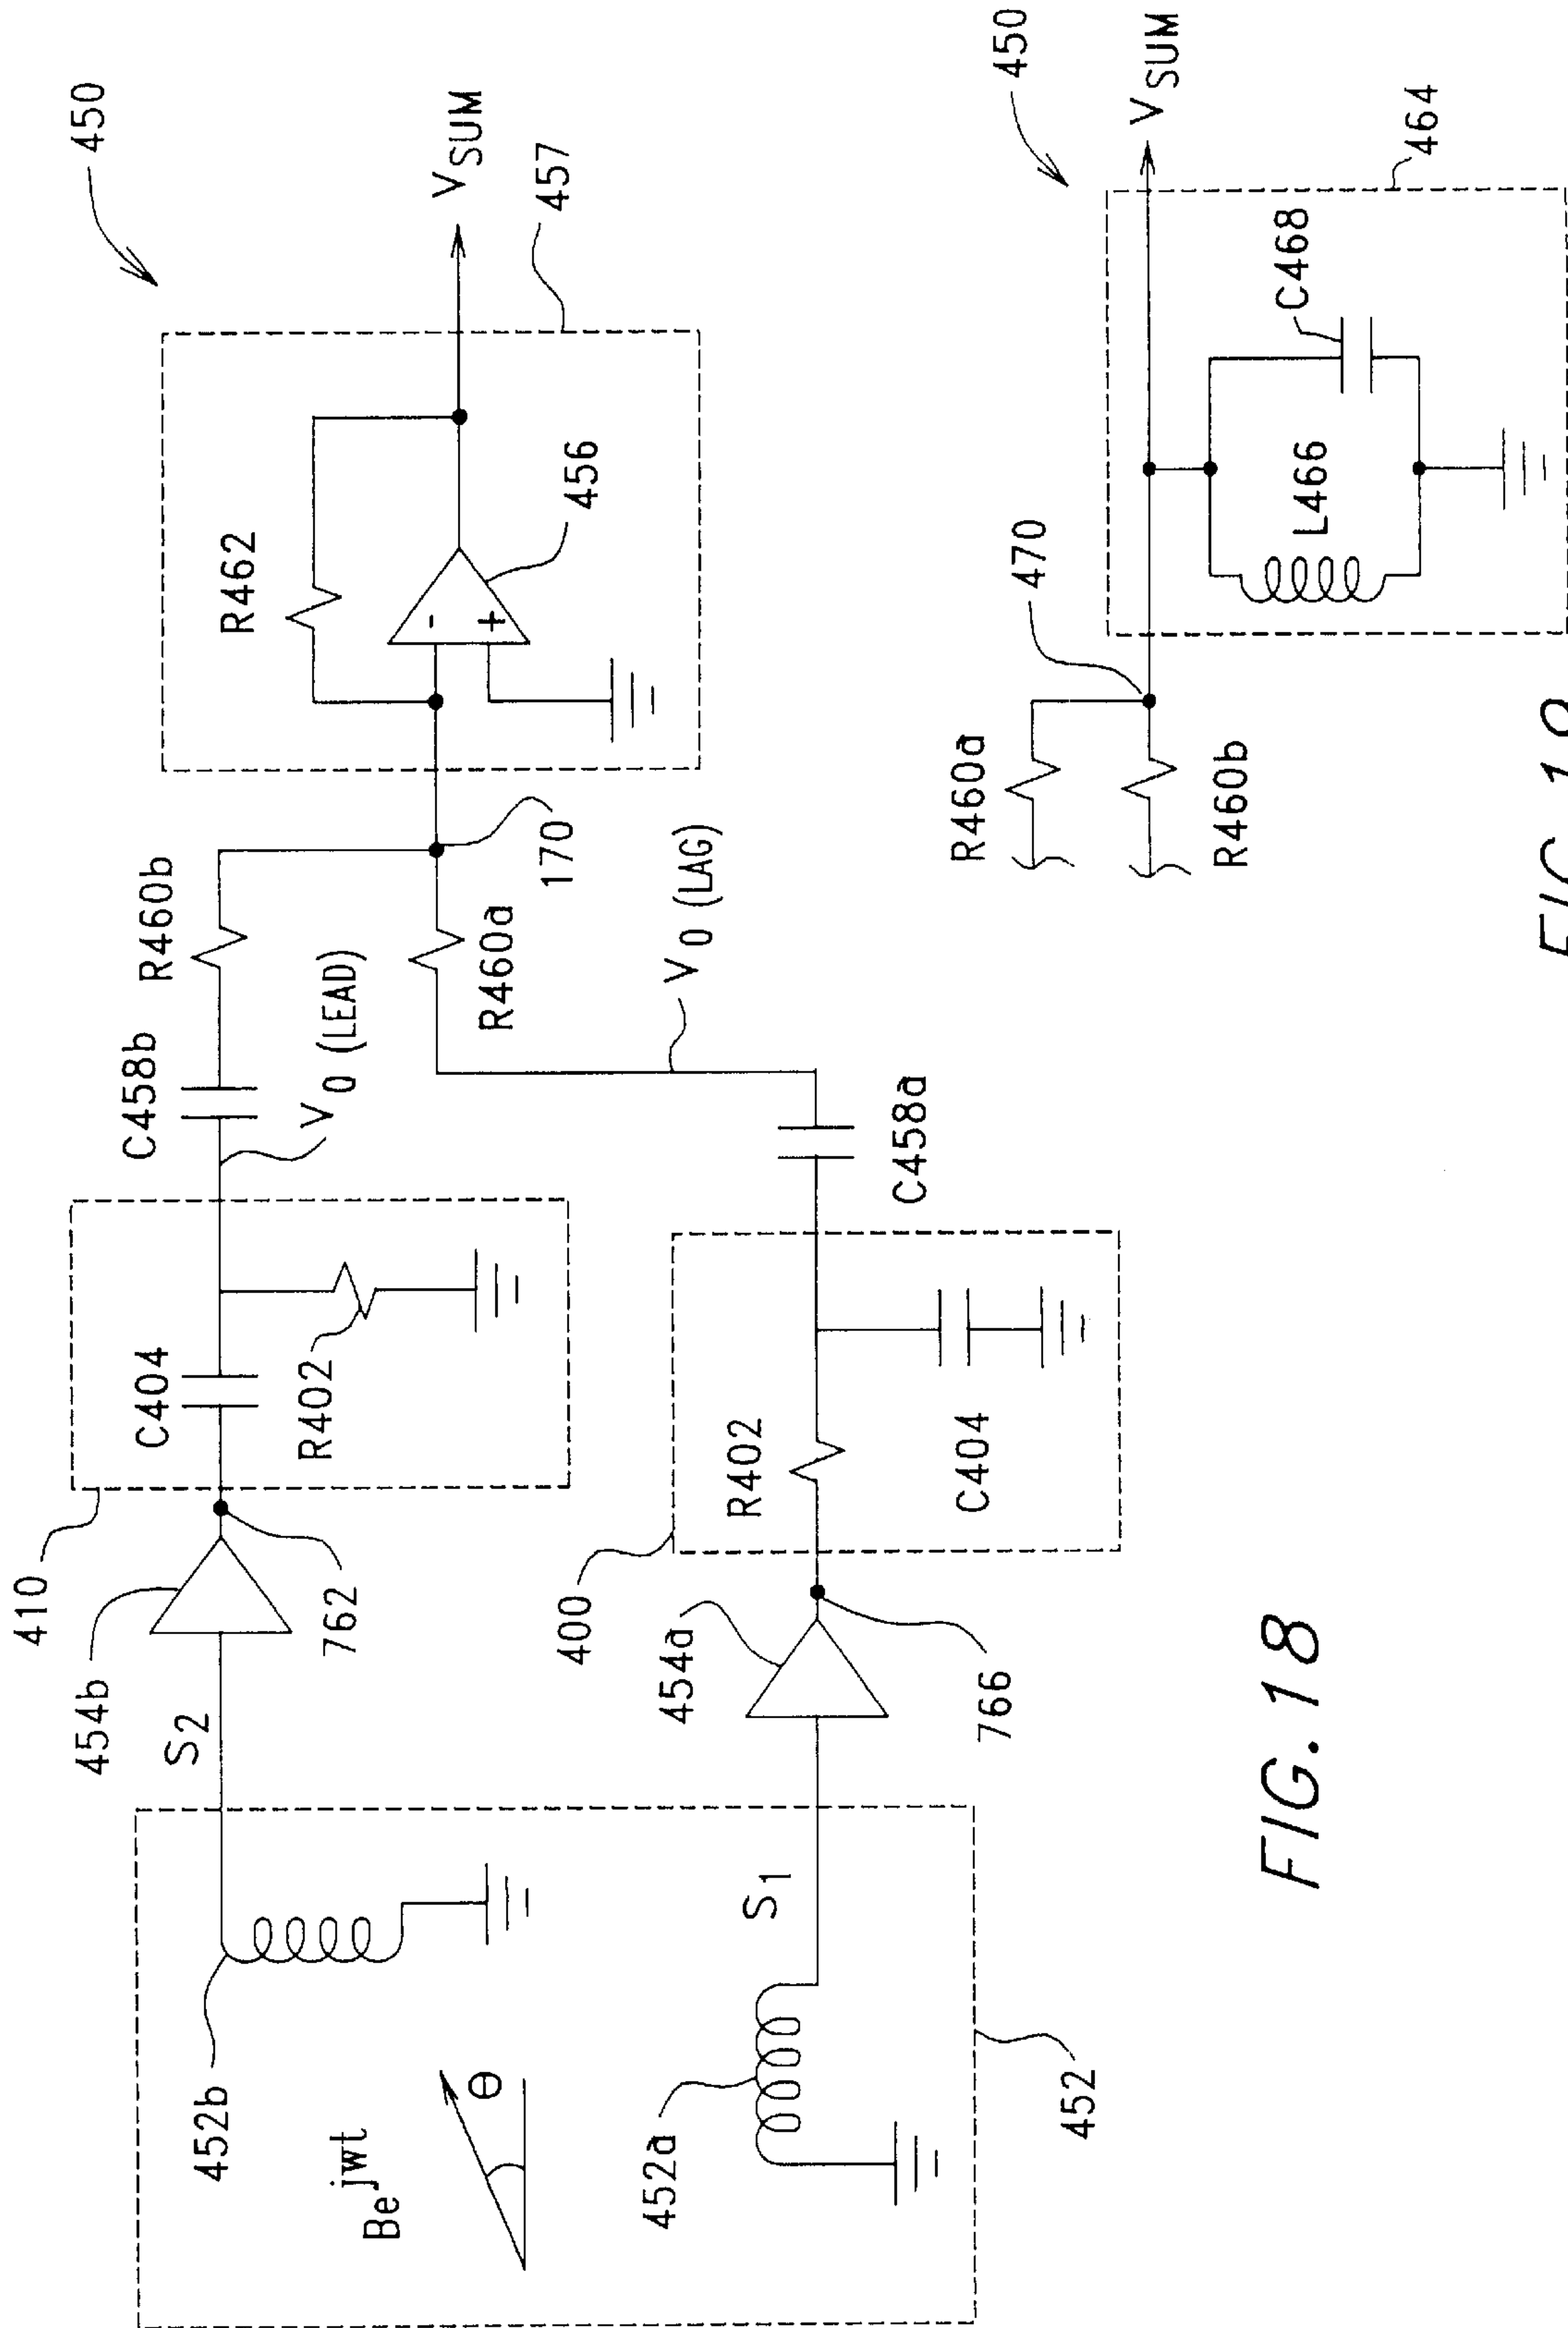 450
410
454b
S2
762
C404
R402
C458b
V0 (LEAD)
R460b
R462
VSUM
457
456
-
+
170
R460a
V0 (LAG)
452b
Be^jwt
θ
452a
452
S1
454a
766
400
R402
C404
C458a
FIG.18
450
VSUM
470
R460a
R460b
L466
C468
464